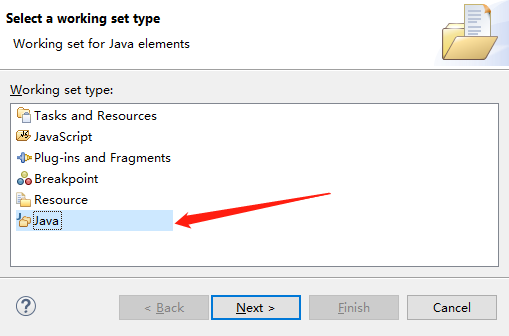 Select a working set type
Working set for Java elements
Working set type:
Tasks and Resources
JavaScript
Plug-ins and Fragments
Breakpoint
Resource
Java
?
< Back
Next >
Finish
Cancel